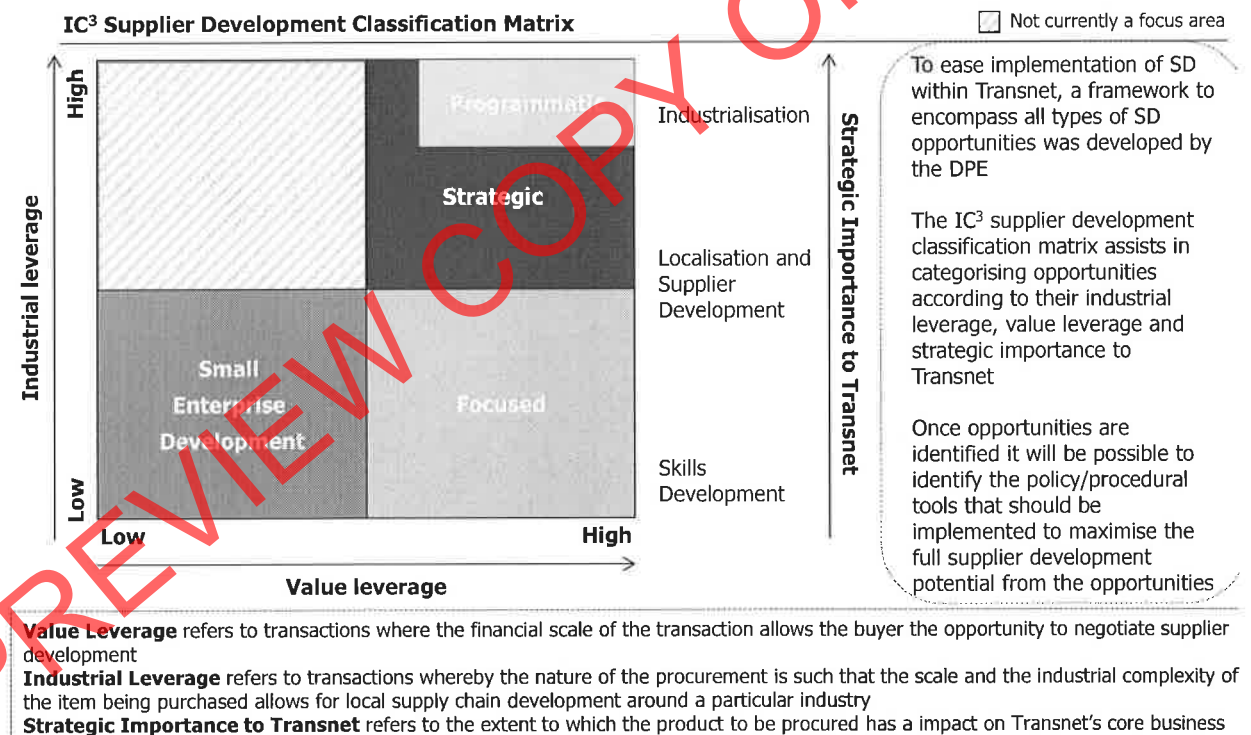 IC³ Supplier Development Classification Matrix
Not currently a focus area
High
Industrial leverage
Low
Programmatic
Strategic
Small
Enterprise
Development
Focused
Low
High
Value leverage
Industrialisation
Localisation and
Supplier
Development
Skills
Development
Strategic Importance to Transnet
To ease implementation of SD
within Transnet, a framework to
encompass all types of SD
opportunities was developed by
the DPE
The IC³ supplier development
classification matrix assists in
categorising opportunities
according to their industrial
leverage, value leverage and
strategic importance to
Transnet
Once opportunities are
identified it will be possible to
identify the policy/procedural
tools that should be
implemented to maximise the
full supplier development
potential from the opportunities
Value Leverage refers to transactions where the financial scale of the transaction allows the buyer the opportunity to negotiate supplier
development
Industrial Leverage refers to transactions whereby the nature of the procurement is such that the scale and the industrial complexity of
the item being purchased allows for local supply chain development around a particular industry
Strategic Importance to Transnet refers to the extent to which the product to be procured has a impact on Transnet's core business
PREVIEW COPY